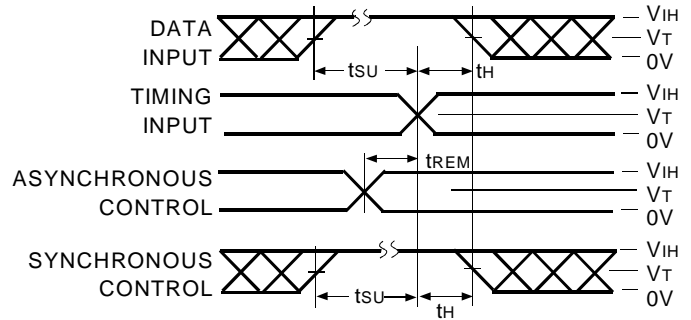 DATA
INPUT
tSU
tH
VIH
VT
0V
TIMING
INPUT
VIH
VT
0V
tREM
ASYNCHRONOUS
CONTROL
VIH
VT
0V
SYNCHRONOUS
CONTROL
tSU
tH
VIH
VT
0V